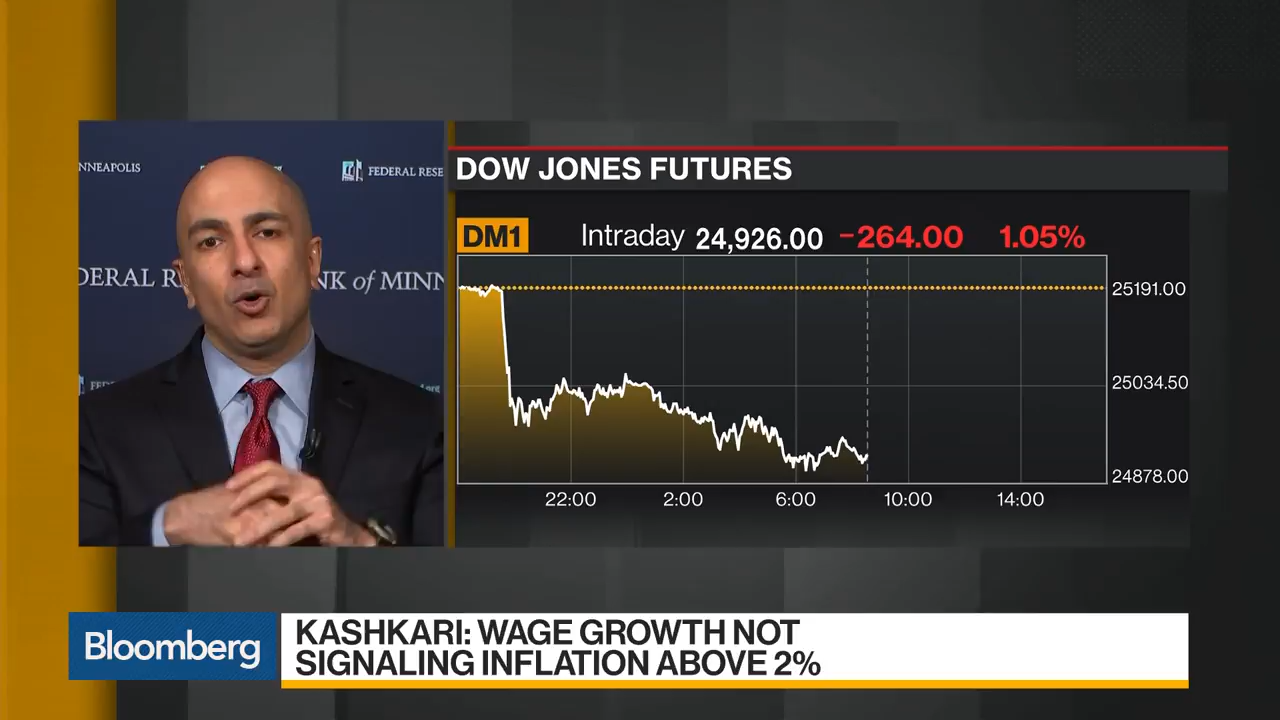 NNEAPOLIS
FEDERAL RESE
DERAL R
NK of MINN
FEDE
DOW JONES FUTURES
DM1 Intraday 24,926.00 -264.00 1.05%
25191.00
25034.50
24878.00
22:00 2:00 6:00 10:00 14:00
Bloomberg
KASHKARI: WAGE GROWTH NOT
SIGNALING INFLATION ABOVE 2%